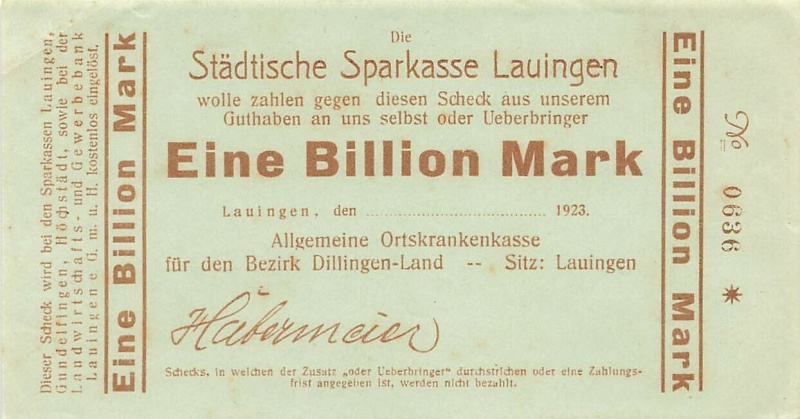 Dieser Scheck wird bei den Sparkassen Lauingen,
Gundelfingen, Höchstädt, sowie bei der
Landwirtschafts- und Gewerbebank
Lauingen e. G. m. u. H. kostenlos eingelöst.
Eine Billion Mark
Die
Städtische Sparkasse Lauingen
wolle zahlen gegen diesen Scheck aus unserem
Guthaben an uns selbst oder Ueberbringer
Eine Billion Mark
Lauingen, den ........................................ 1923.
Allgemeine Ortskrankenkasse
für den Bezirk Dillingen-Land -- Sitz: Lauingen
Habermaier
Schecks, in welchen der Zusatz „oder Ueberbringer" durchstrichen oder eine Zahlungs-
frist angegeben ist, werden nicht bezahlt.
Eine Billion Mark
No 0636 *